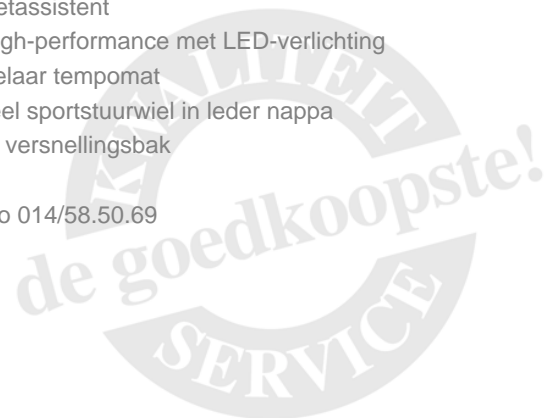 etassistent
gh-performance met LED-verlichting
elaar tempomat
el sportstuurwiel in leder nappa
versnellingsbak
o 014/58.50.69
KWALITEIT
de goedkoopste!
SERVICE